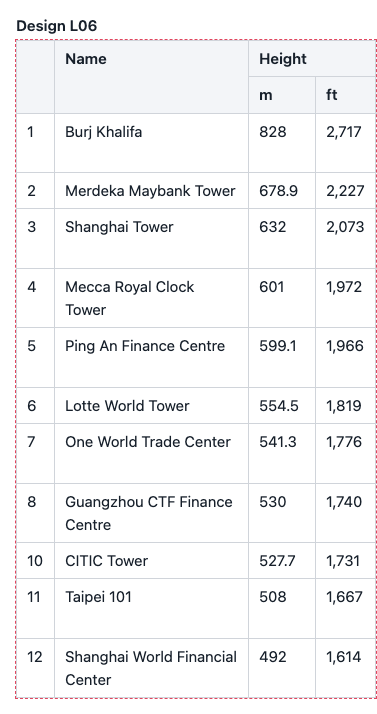 Design L06
Name Height
m ft
1 Burj Khalifa 828 2,717
2 Merdeka Maybank Tower 678.9 2,227
3 Shanghai Tower 632 2,073
4 Mecca Royal Clock 601 1,972
Tower
5 Ping An Finance Centre 599.1 1,966
6 Lotte World Tower 554.5 1,819
7 One World Trade Center 541.3 1,776
8 Guangzhou CTF Finance 530 1,740
Centre
10 CITIC Tower 527.7 1,731
11 Taipei 101 508 1,667
12 Shanghai World Financial 492 1,614
Center